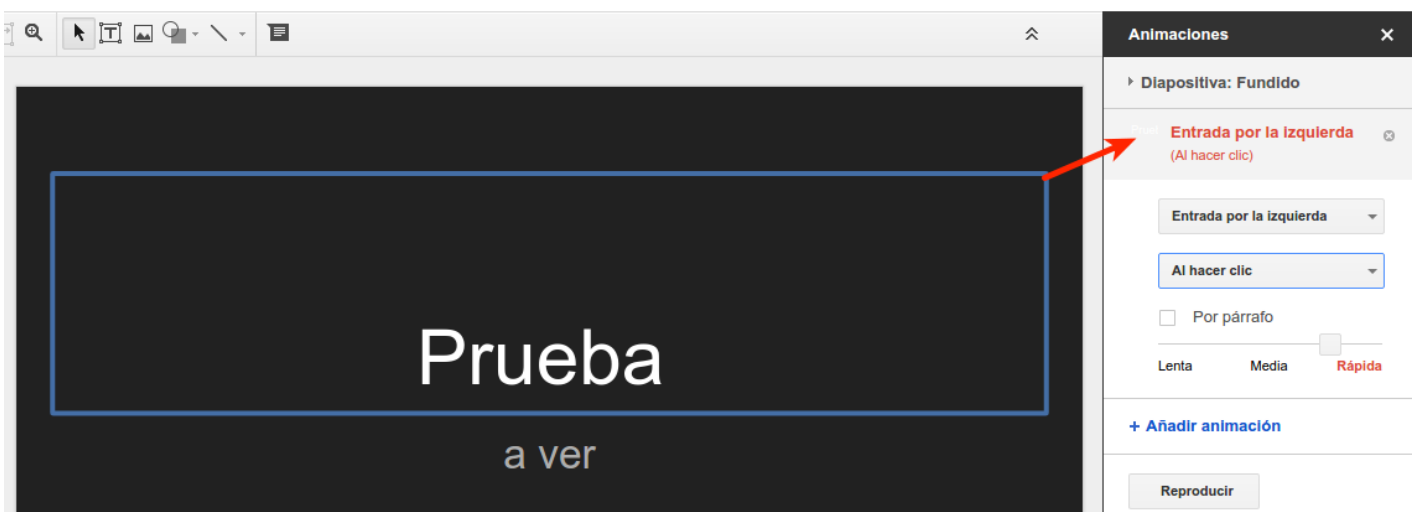 Animaciones
Diapositiva: Fundido
Entrada por la izquierda
(Al hacer clic)
Entrada por la izquierda
Al hacer clic
Por párrafo
Lenta Media Rápida
+ Añadir animación
Reproducir
Prueba
a ver